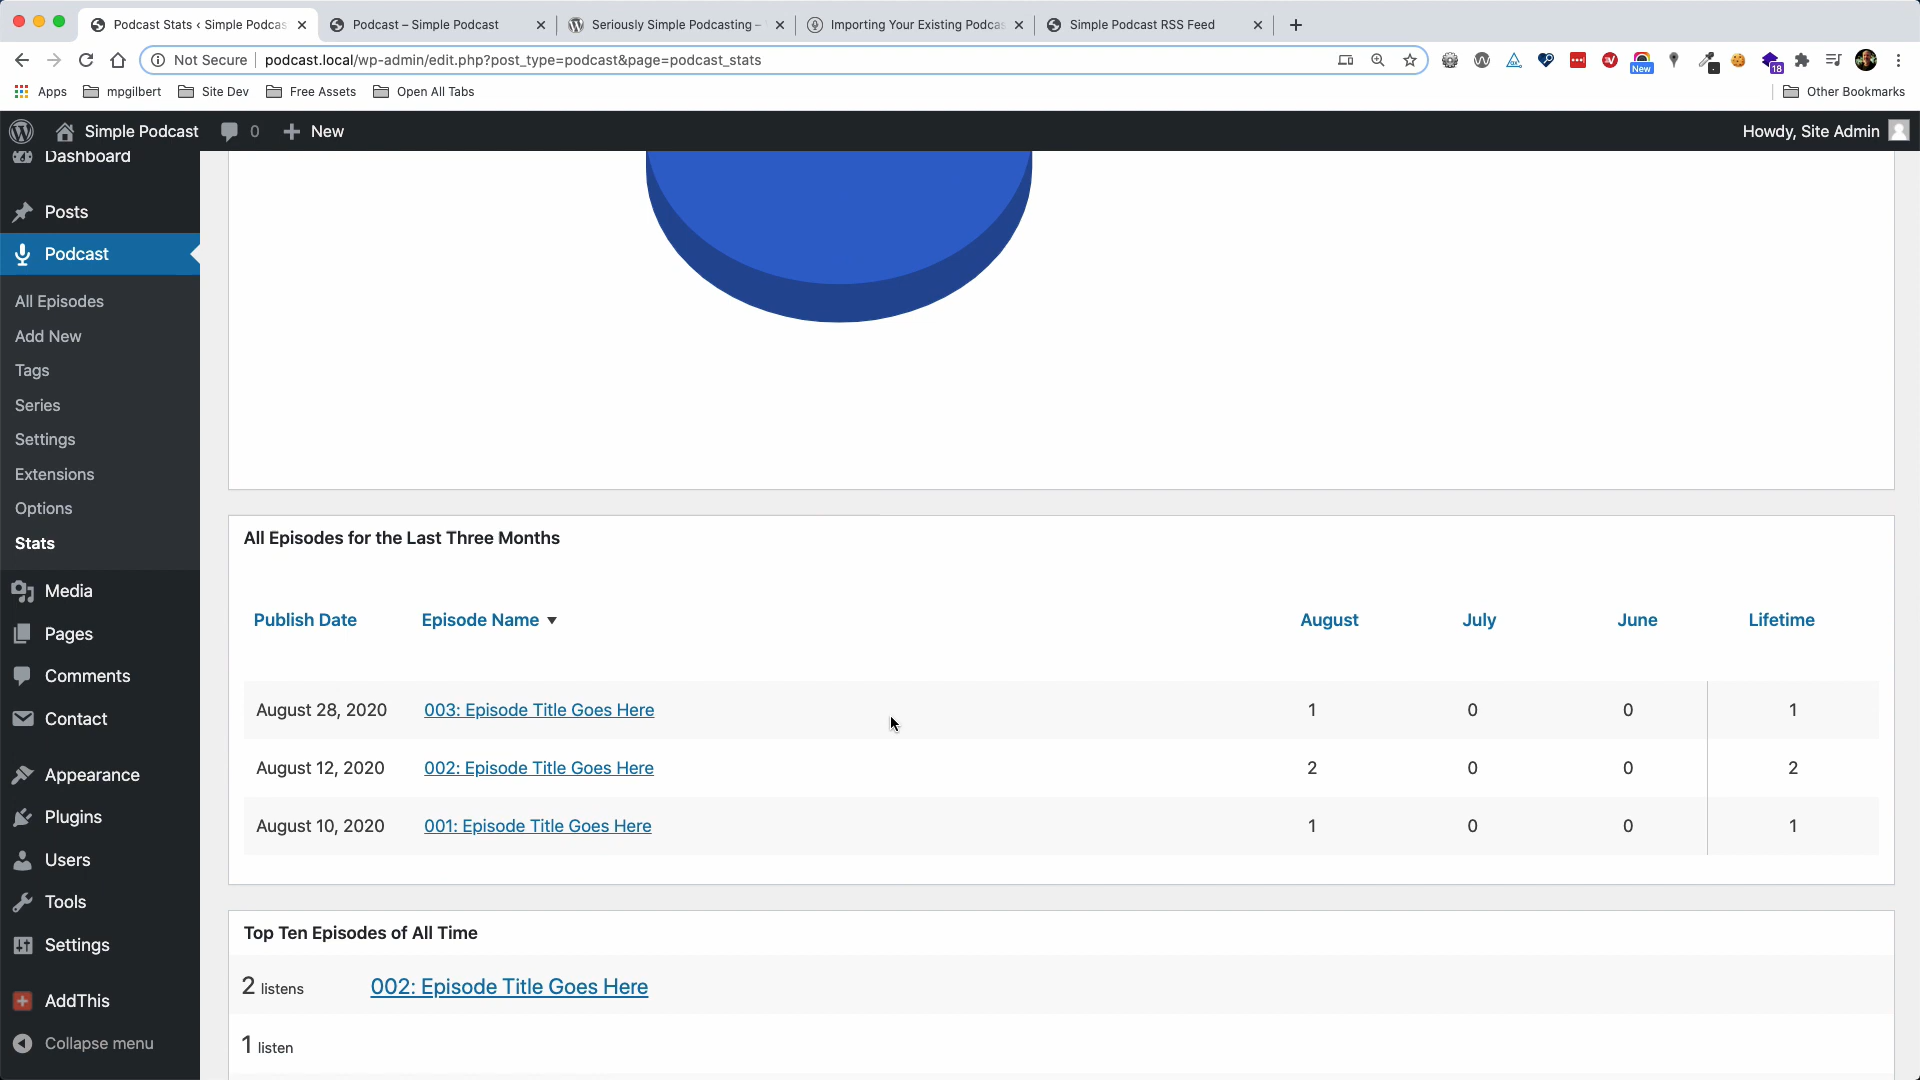 Podcast Stats ‹ Simple Podcas
Podcast – Simple Podcast
Seriously Simple Podcasting –
Importing Your Existing Podca
Simple Podcast RSS Feed
Not Secure podcast.local/wp-admin/edit.php?post_type=podcast&page=podcast_stats
New
18
Apps mpgilbert Site Dev Free Assets Open All Tabs Other Bookmarks
Simple Podcast 0 New Howdy, Site Admin
Dashboard
Posts
Podcast
All Episodes
Add New
Tags
Series
Settings
Extensions
Options
Stats
Media
Pages
Comments
Contact
Appearance
Plugins
Users
Tools
Settings
AddThis
Collapse menu
All Episodes for the Last Three Months
Publish Date Episode Name August July June Lifetime
August 28, 2020 003: Episode Title Goes Here 1 0 0 1
August 12, 2020 002: Episode Title Goes Here 2 0 0 2
August 10, 2020 001: Episode Title Goes Here 1 0 0 1
Top Ten Episodes of All Time
2 listens 002: Episode Title Goes Here
1 listen